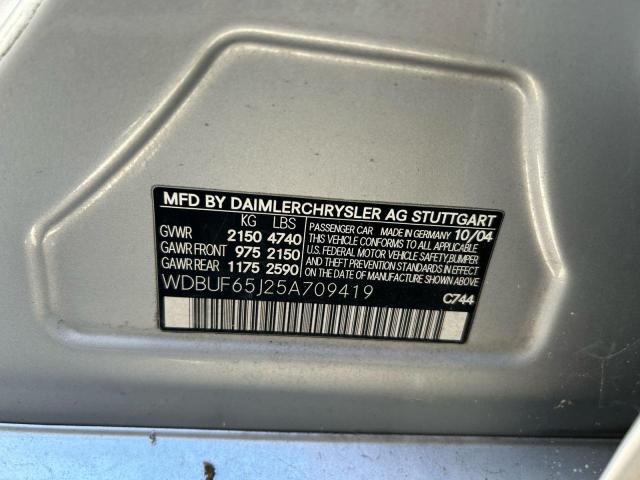 MFD BY DAIMLERCHRYSLER AG STUTTGART
KG LBS
GVWR 2150 4740
GAWR FRONT 975 2150
GAWR REAR 1175 2590
PASSENGER CAR MADE IN GERMANY 10/04
THIS VEHICLE CONFORMS TO ALL APPLICABLE
U.S. FEDERAL MOTOR VEHICLE SAFETY, BUMPER
AND THEFT PREVENTION STANDARDS IN EFFECT
ON THE DATE OF MANUFACTURE SHOWN ABOVE
WDBUF65J25A709419
C744